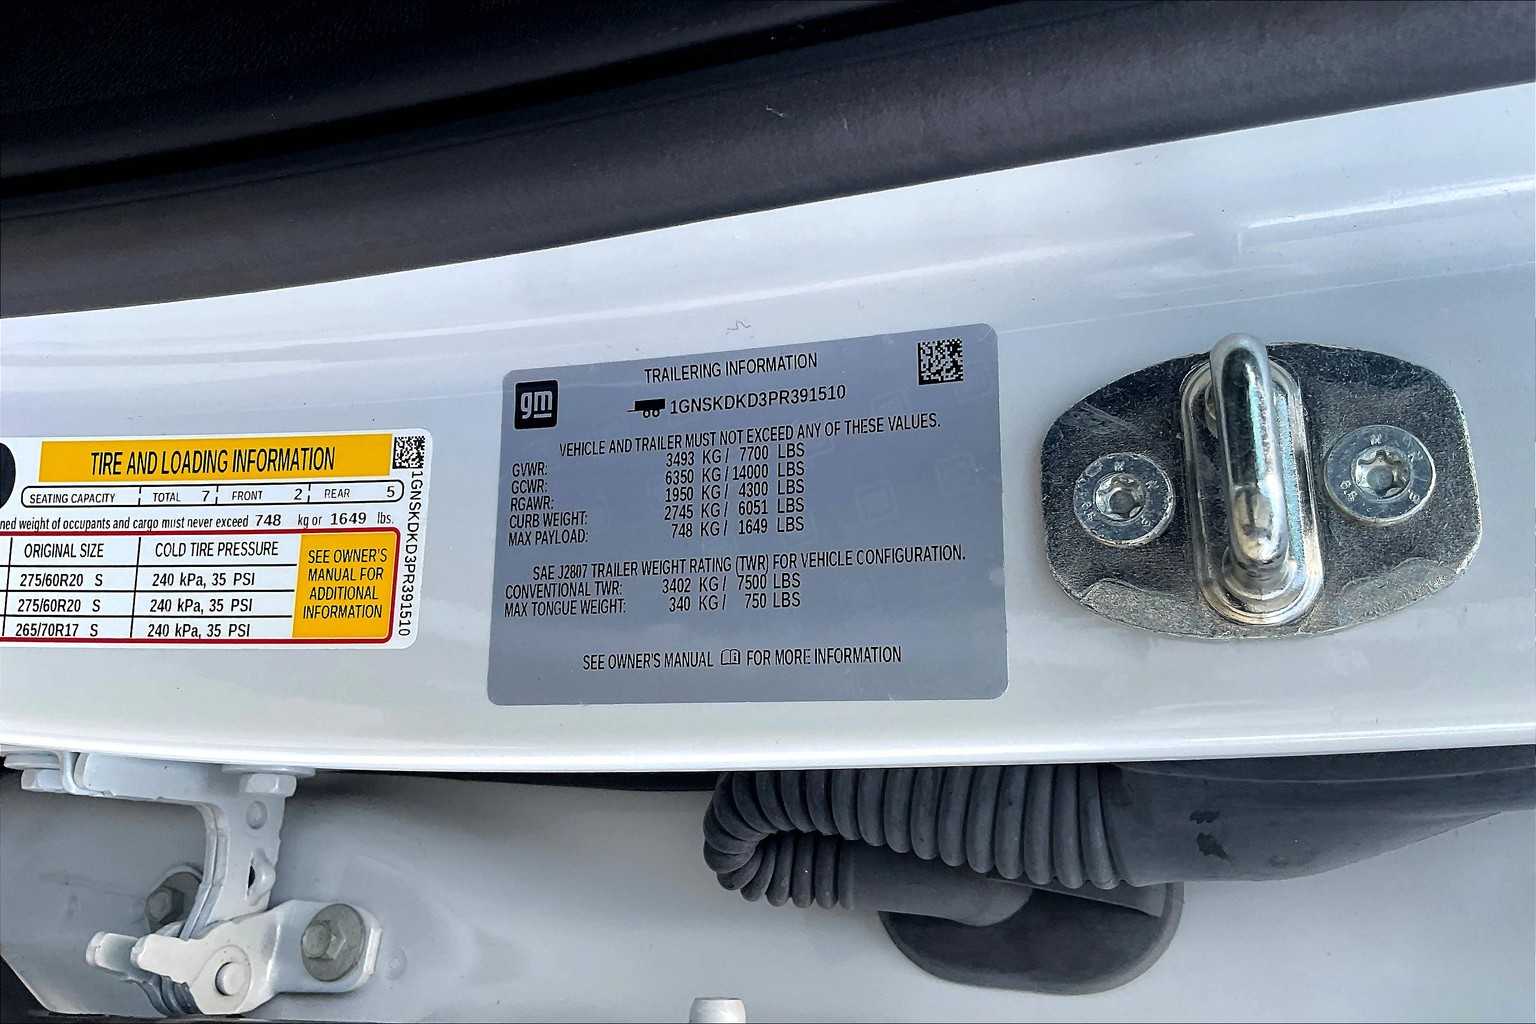 TIRE AND LOADING INFORMATION
SEATING CAPACITY TOTAL 7 FRONT 2 REAR 5
weight of occupants and cargo must never exceed 748 kg or 1649 lbs.
ORIGINAL SIZE COLD TIRE PRESSURE
275/60R20 S 240 kPa, 35 PSI
275/60R20 S 240 kPa, 35 PSI
265/70R17 S 240 kPa, 35 PSI
SEE OWNER'S
MANUAL FOR
ADDITIONAL
INFORMATION
1GNSKDKD3PR391510
gm
TRAILERING INFORMATION
1GNSKDKD3PR391510
VEHICLE AND TRAILER MUST NOT EXCEED ANY OF THESE VALUES.
GVWR: 3493 KG / 7700 LBS
GCWR: 6350 KG / 14000 LBS
RGAWR: 1950 KG / 4300 LBS
CURB WEIGHT: 2745 KG / 6051 LBS
MAX PAYLOAD: 748 KG / 1649 LBS
SAE J2807 TRAILER WEIGHT RATING (TWR) FOR VEHICLE CONFIGURATION.
CONVENTIONAL TWR: 3402 KG / 7500 LBS
MAX TONGUE WEIGHT: 340 KG / 750 LBS
SEE OWNER'S MANUAL FOR MORE INFORMATION